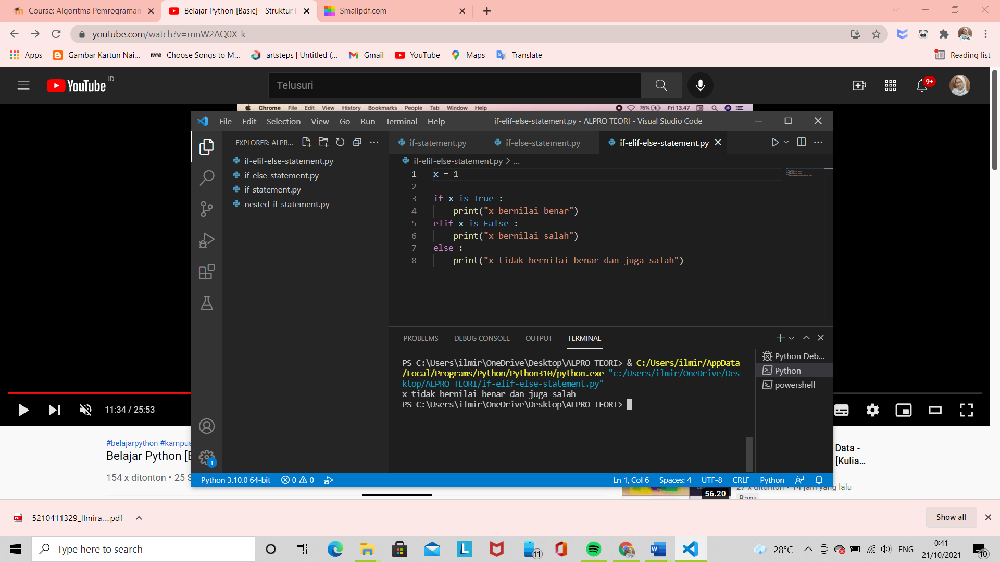 Course: Algoritma Pemrograman
Belajar Python [Basic] - Struktur P
Smallpdf.com
youtube.com/watch?v=rnnW2AQ0X_k
Apps
Gambar Kartun Nai...
rave
Choose Songs to M...
artsteps | Untitled (...
Gmail
YouTube
Maps
Translate
Reading list
YouTube ID
Telusuri
9+
Chrome File Edit View History Bookmarks People Tab Window Help
76% Fri 13.47
File Edit Selection View Go Run Terminal Help
if-elif-else-statement.py - ALPRO TEORI - Visual Studio Code
EXPLORER: ALPR...
if-elif-else-statement.py
if-else-statement.py
if-statement.py
nested-if-statement.py
if-statement.py
if-else-statement.py
if-elif-else-statement.py
if-elif-else-statement.py > ...
1 x = 1
2
3 if x is True :
4 print("x bernilai benar")
5 elif x is False :
6 print("x bernilai salah")
7 else :
8 print("x tidak bernilai benar dan juga salah")
PROBLEMS DEBUG CONSOLE OUTPUT TERMINAL
PS C:\Users\ilmir\OneDrive\Desktop\ALPRO TEORI> & C:/Users/ilmir/AppData
/Local/Programs/Python/Python310/python.exe "c:/Users/ilmir/OneDrive/Des
ktop/ALPRO TEORI/if-elif-else-statement.py"
x tidak bernilai benar dan juga salah
PS C:\Users\ilmir\OneDrive\Desktop\ALPRO TEORI>
Python Deb...
Python
powershell
11:34 / 25:53
1
Python 3.10.0 64-bit
0 0
Ln 1, Col 6 Spaces: 4 UTF-8 CRLF Python
#belajarpython #kampus
Belajar Python [
154 x ditonton • 25 S
Data -
[Kulia...
56.20
27 x ditonton • 14 jam yang lalu
Baru
5210411329_Ilmira....pdf
PDF
Show all
Type here to search
L
11
W
28°C
ENG
0:41
21/10/2021
10